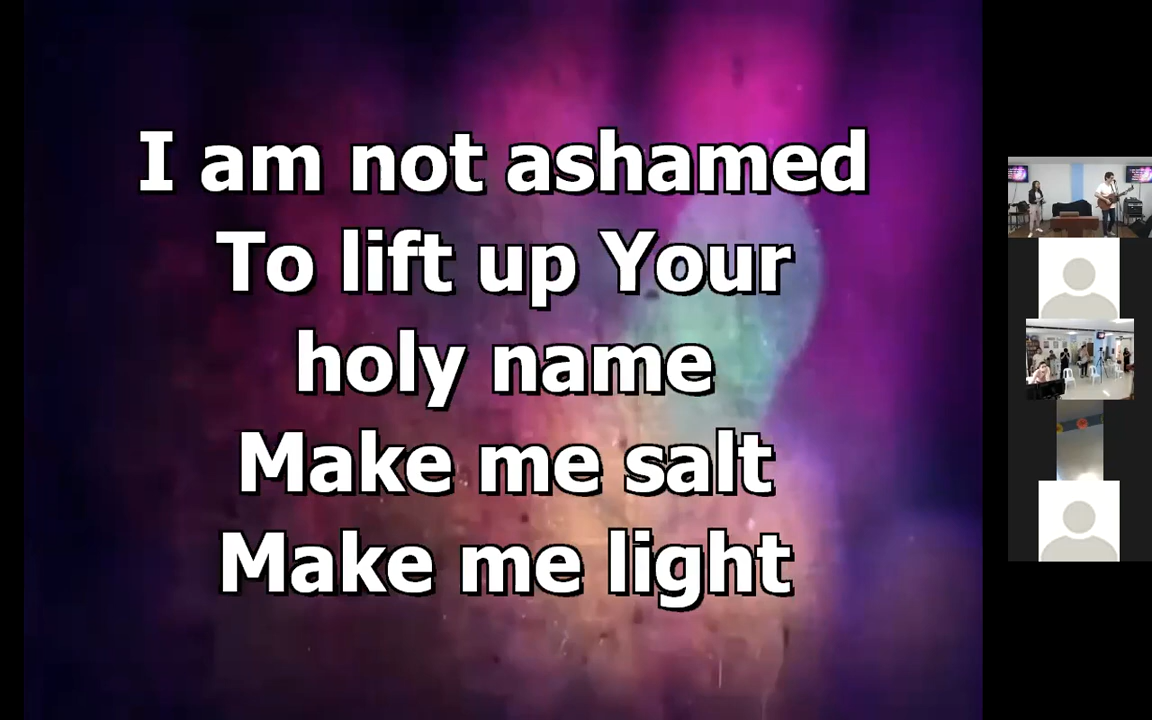 I am not ashamed
To lift up Your
holy name
Make me salt
Make me light